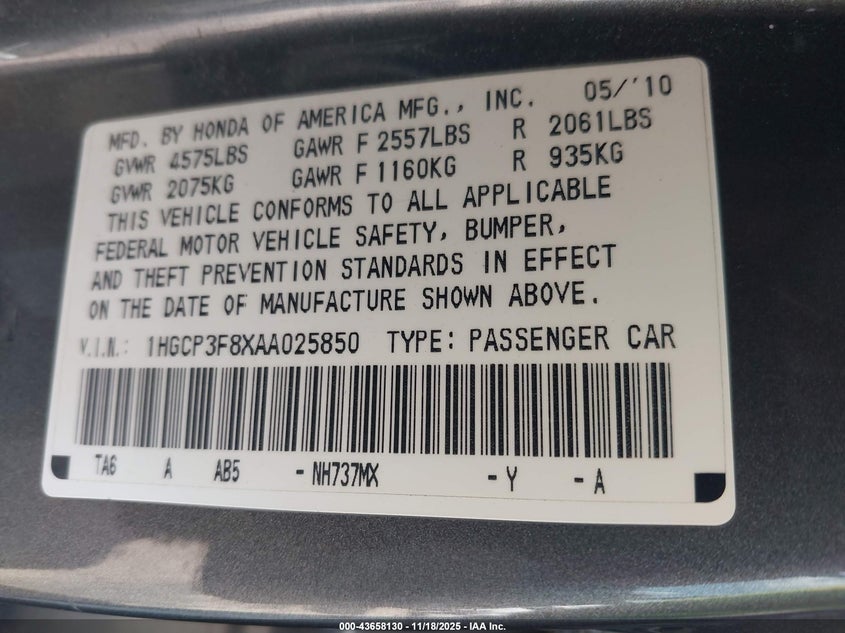 MFD. BY HONDA OF AMERICA MFG., INC. 05/'10
GVWR 4575LBS GAWR F 2557LBS R 2061LBS
GVWR 2075KG GAWR F 1160KG R 935KG
THIS VEHICLE CONFORMS TO ALL APPLICABLE
FEDERAL MOTOR VEHICLE SAFETY, BUMPER,
AND THEFT PREVENTION STANDARDS IN EFFECT
ON THE DATE OF MANUFACTURE SHOWN ABOVE.
V.I.N.: 1HGCP3F8XAA025850 TYPE: PASSENGER CAR
TA6 A AB5 - NH737MX - Y - A
000-43658130 - 11/18/2025 - IAA Inc.